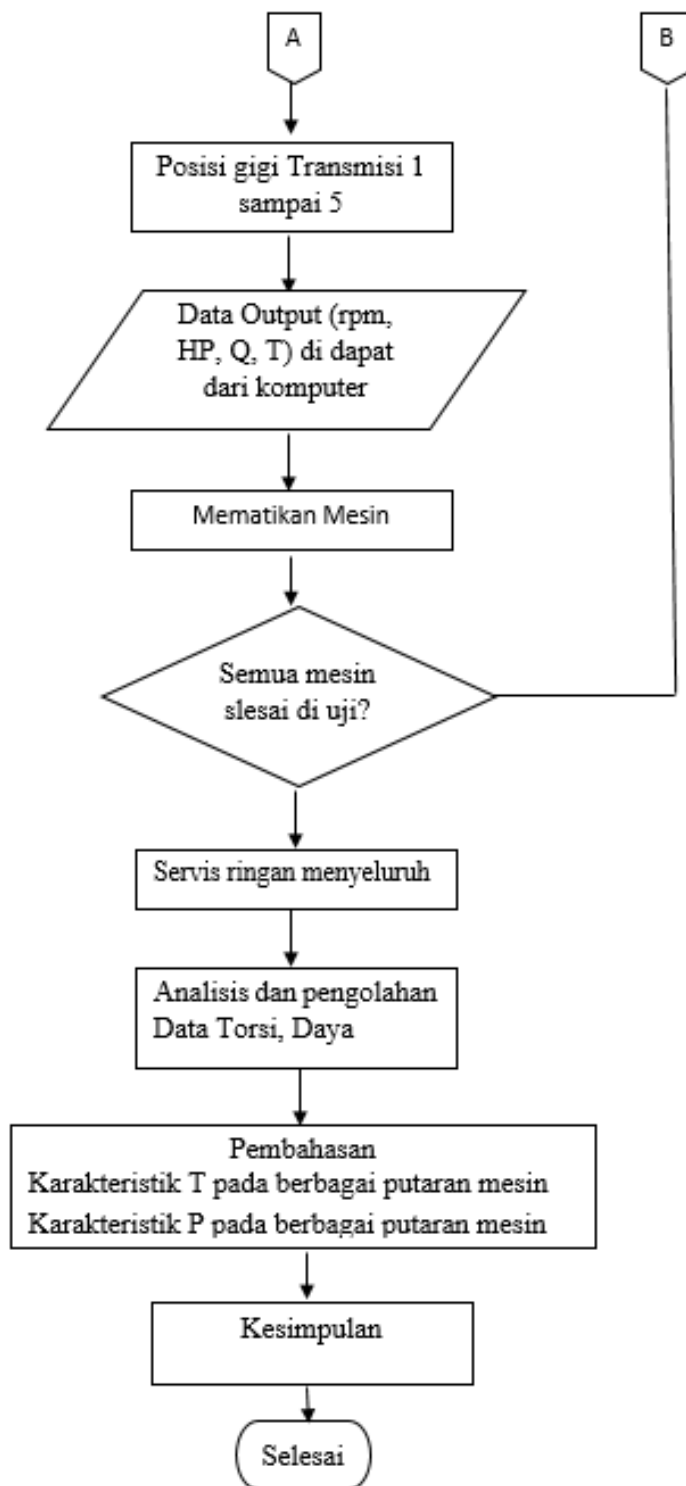 A
B
Posisi gigi Transmisi 1
sampai 5
Data Output (rpm,
HP, Q, T) di dapat
dari komputer
Mematikan Mesin
Semua mesin
slesai di uji?
Servis ringan menyeluruh
Analisis dan pengolahan
Data Torsi, Daya
Pembahasan
Karakteristik T pada berbagai putaran mesin
Karakteristik P pada berbagai putaran mesin
Kesimpulan
Selesai